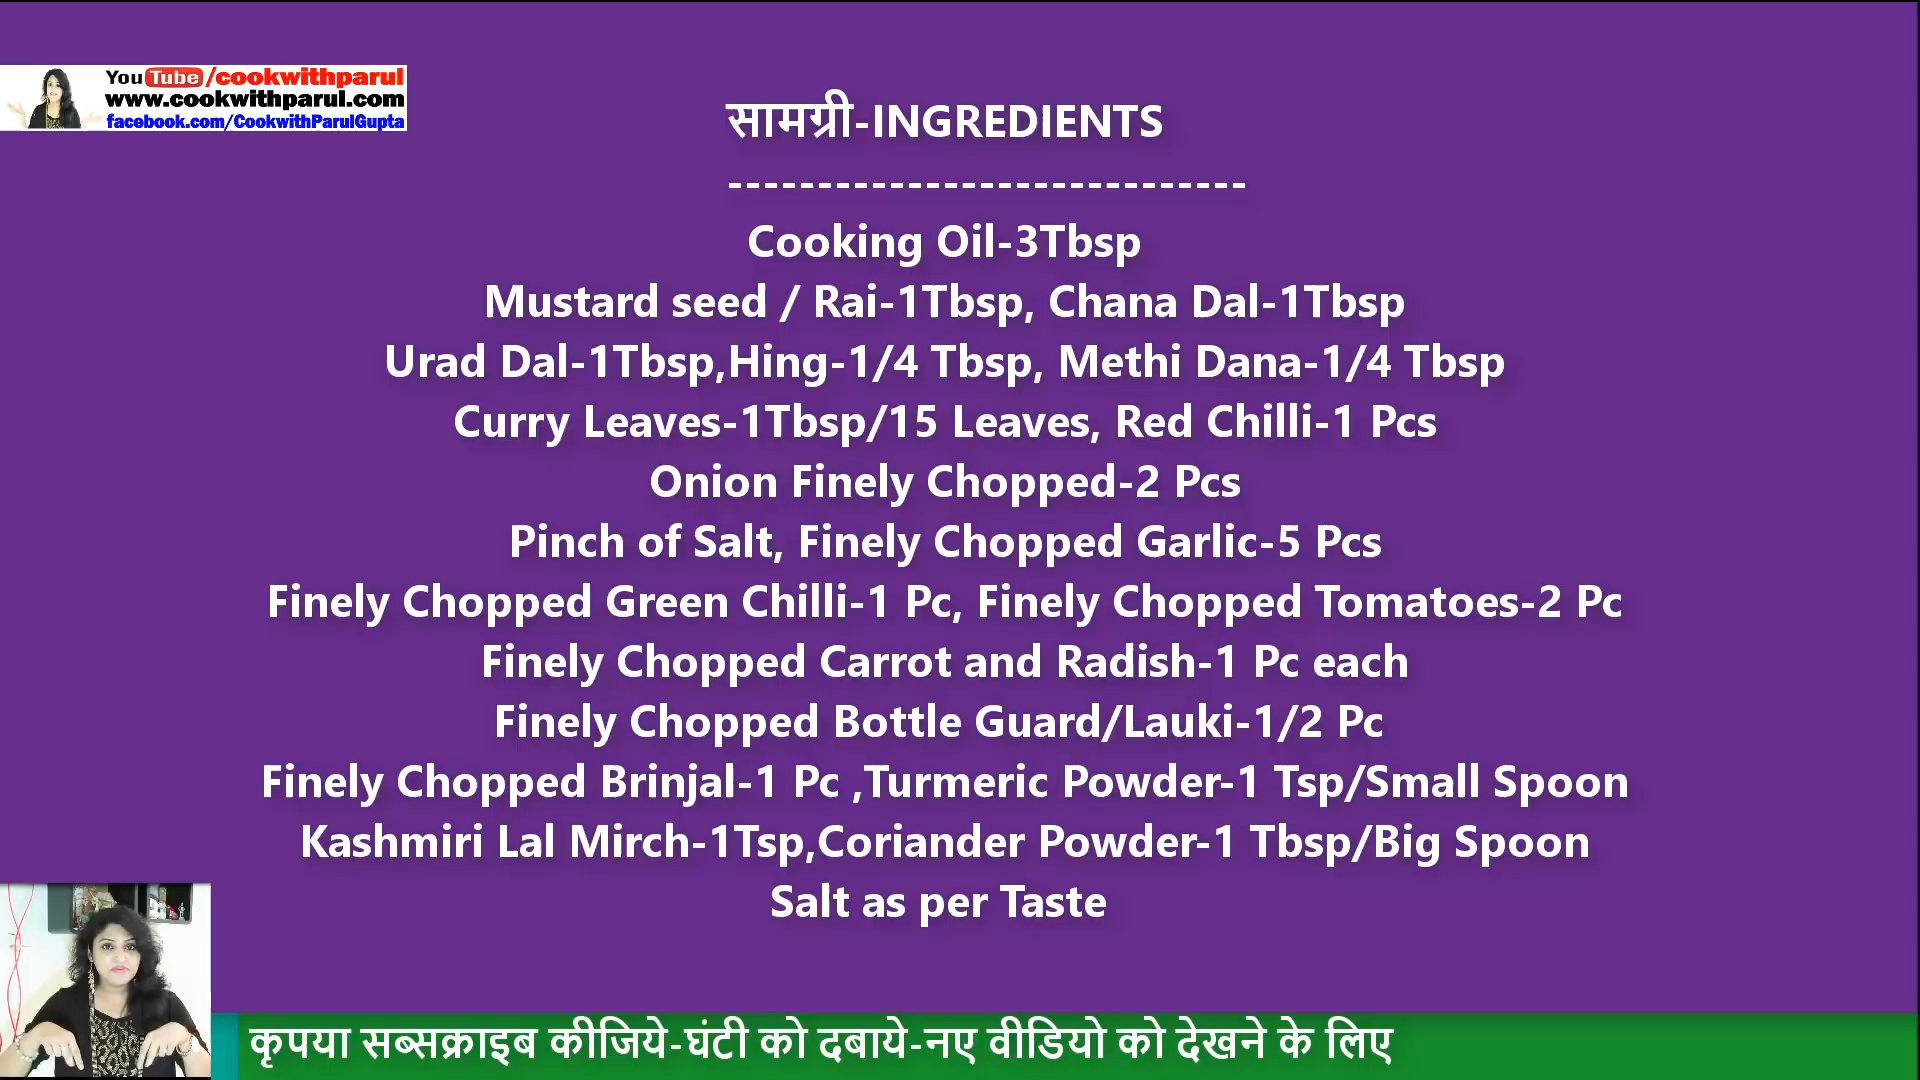 YouTube/cookwithparul
www.cookwithparul.com
facebook.com/CookwithParulGupta
सामग्री-INGREDIENTS
-----------------------------
Cooking Oil-3Tbsp
Mustard seed / Rai-1Tbsp, Chana Dal-1Tbsp
Urad Dal-1Tbsp,Hing-1/4 Tbsp, Methi Dana-1/4 Tbsp
Curry Leaves-1Tbsp/15 Leaves, Red Chilli-1 Pcs
Onion Finely Chopped-2 Pcs
Pinch of Salt, Finely Chopped Garlic-5 Pcs
Finely Chopped Green Chilli-1 Pc, Finely Chopped Tomatoes-2 Pc
Finely Chopped Carrot and Radish-1 Pc each
Finely Chopped Bottle Guard/Lauki-1/2 Pc
Finely Chopped Brinjal-1 Pc ,Turmeric Powder-1 Tsp/Small Spoon
Kashmiri Lal Mirch-1Tsp,Coriander Powder-1 Tbsp/Big Spoon
Salt as per Taste
कृपया सब्सक्राइब कीजिये-घंटी को दबाये-नए वीडियो को देखने के लिए